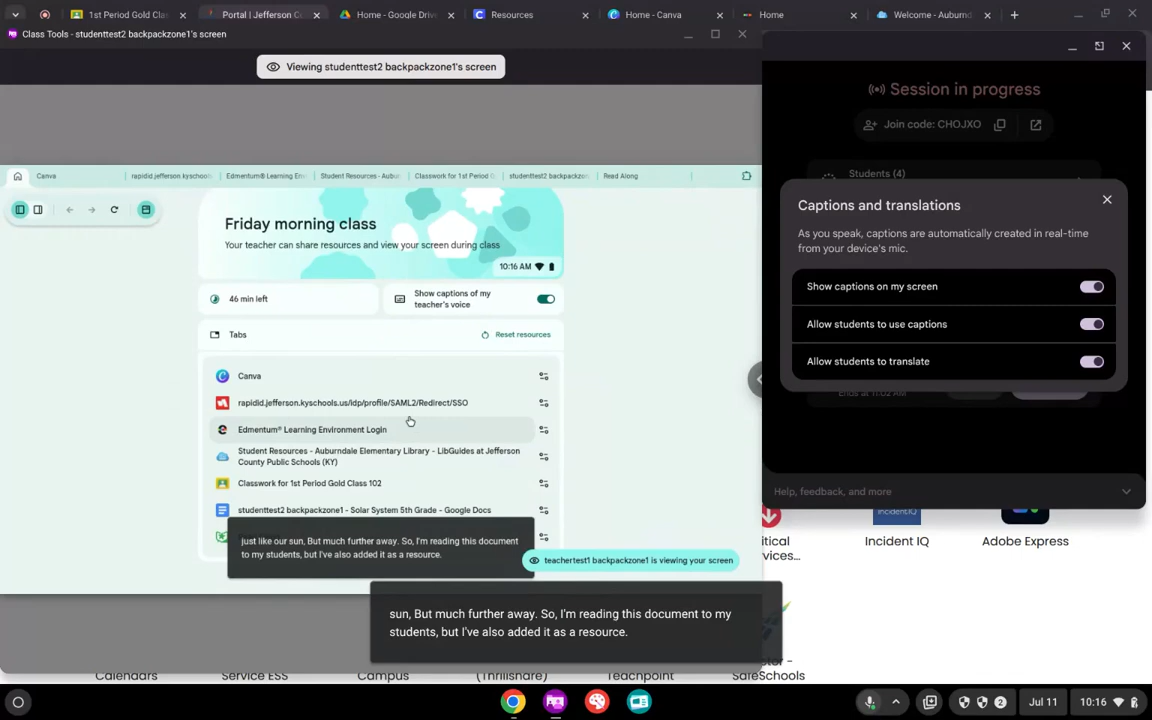 1st Period Gold Clas
Portal | Jefferson Co
Home - Google Driv
Resources
Home - Canva
Home
Welcome - Auburnd
Class Tools - studenttest2 backpackzone1's screen
Viewing studenttest2 backpackzone1's screen
Canva
rapidid.jefferson.kyschools
Edmentum® Learning Env
Student Resources - Aubu
Classwork for 1st Period G
studenttest2 backpackzon
Read Along
Friday morning class
Your teacher can share resources and view your screen during class
10:16 AM
46 min left
Show captions of my
teacher's voice
Tabs
Reset resources
Canva
rapidid.jefferson.kyschools.us/idp/profile/SAML2/Redirect/SSO
Edmentum® Learning Environment Login
Student Resources - Auburndale Elementary Library - LibGuides at Jefferson
County Public Schools (KY)
Classwork for 1st Period Gold Class 102
studenttest2 backpackzone1 - Solar System 5th Grade - Google Docs
just like our sun, But much further away. So, I'm reading this document
to my students, but I've also added it as a resource.
teachertest1 backpackzone1 is viewing your screen
sun, But much further away. So, I'm reading this document to my
students, but I've also added it as a resource.
Session in progress
Join code: CHOJXO
Students (4)
Captions and translations
As you speak, captions are automatically created in real-time
from your device's mic.
Show captions on my screen
Allow students to use captions
Allow students to translate
Ends at 11:02 AM
Help, feedback, and more
itical
rvices...
Incident IQ
IncidentIQ
Adobe Express
Calendars
Service ESS
Campus
(Thrillshare)
Teachpoint
SafeSchools
2
Jul 11
10:16